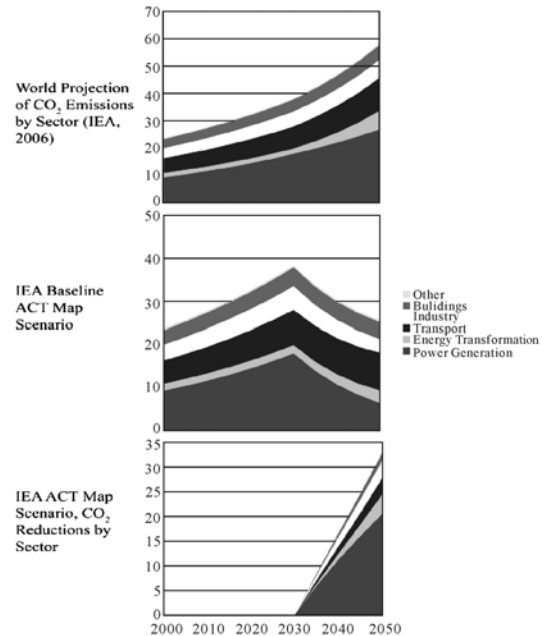 70
60
50
40
30
20
10
0
World Projection
of CO2 Emissions
by Sector (IEA,
2006)
50
40
30
20
10
0
IEA Baseline
ACT Map
Scenario
Other
Bulidings
Industry
Transport
Energy Transformation
Power Generation
35
30
25
20
15
10
5
0
IEA ACT Map
Scenario, CO2
Reductions by
Sector
2000 2010 2020 2030 2040 2050